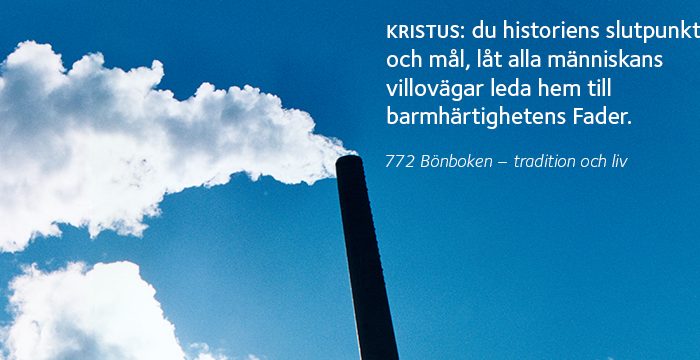 KRISTUS: du historiens slutpunkt
och mål, låt alla människans
villovägar leda hem till
barmhärtighetens Fader.
772 Bönboken – tradition och liv